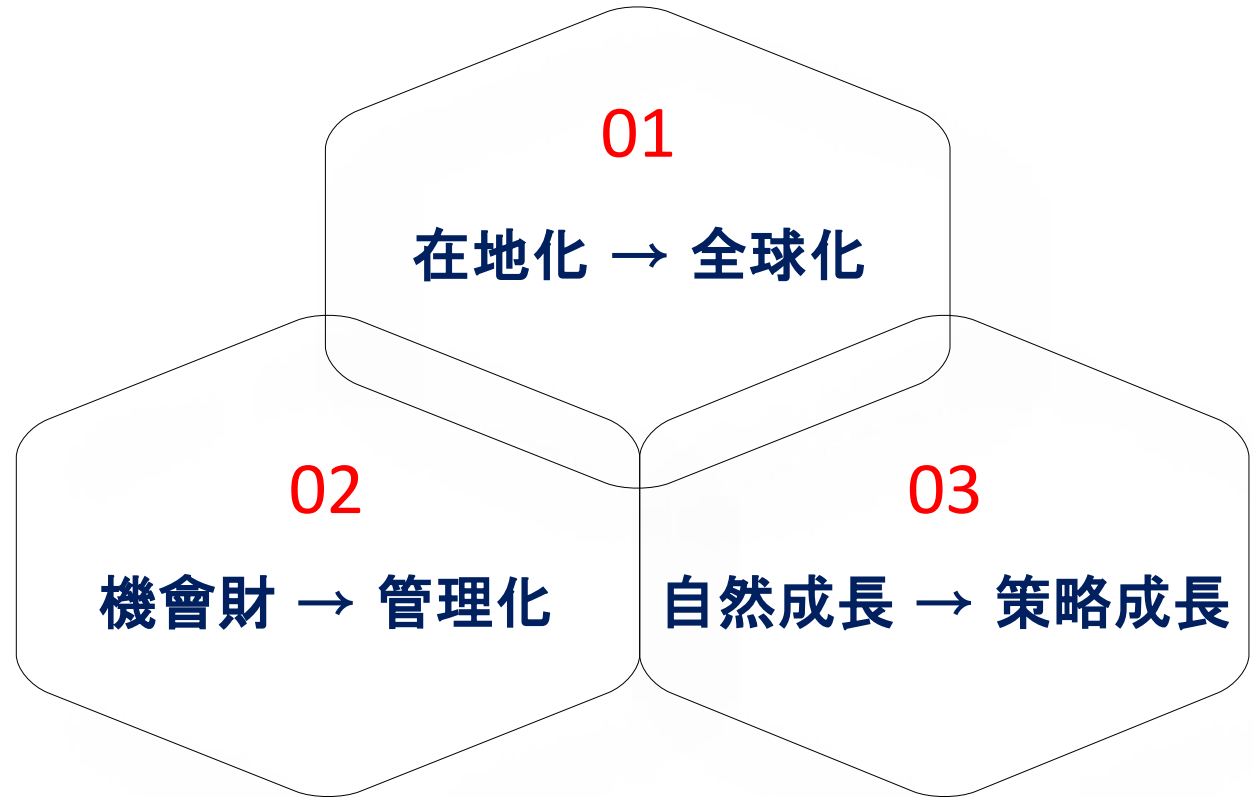 01
在地化 → 全球化
02
機會財 → 管理化
03
自然成長 → 策略成長